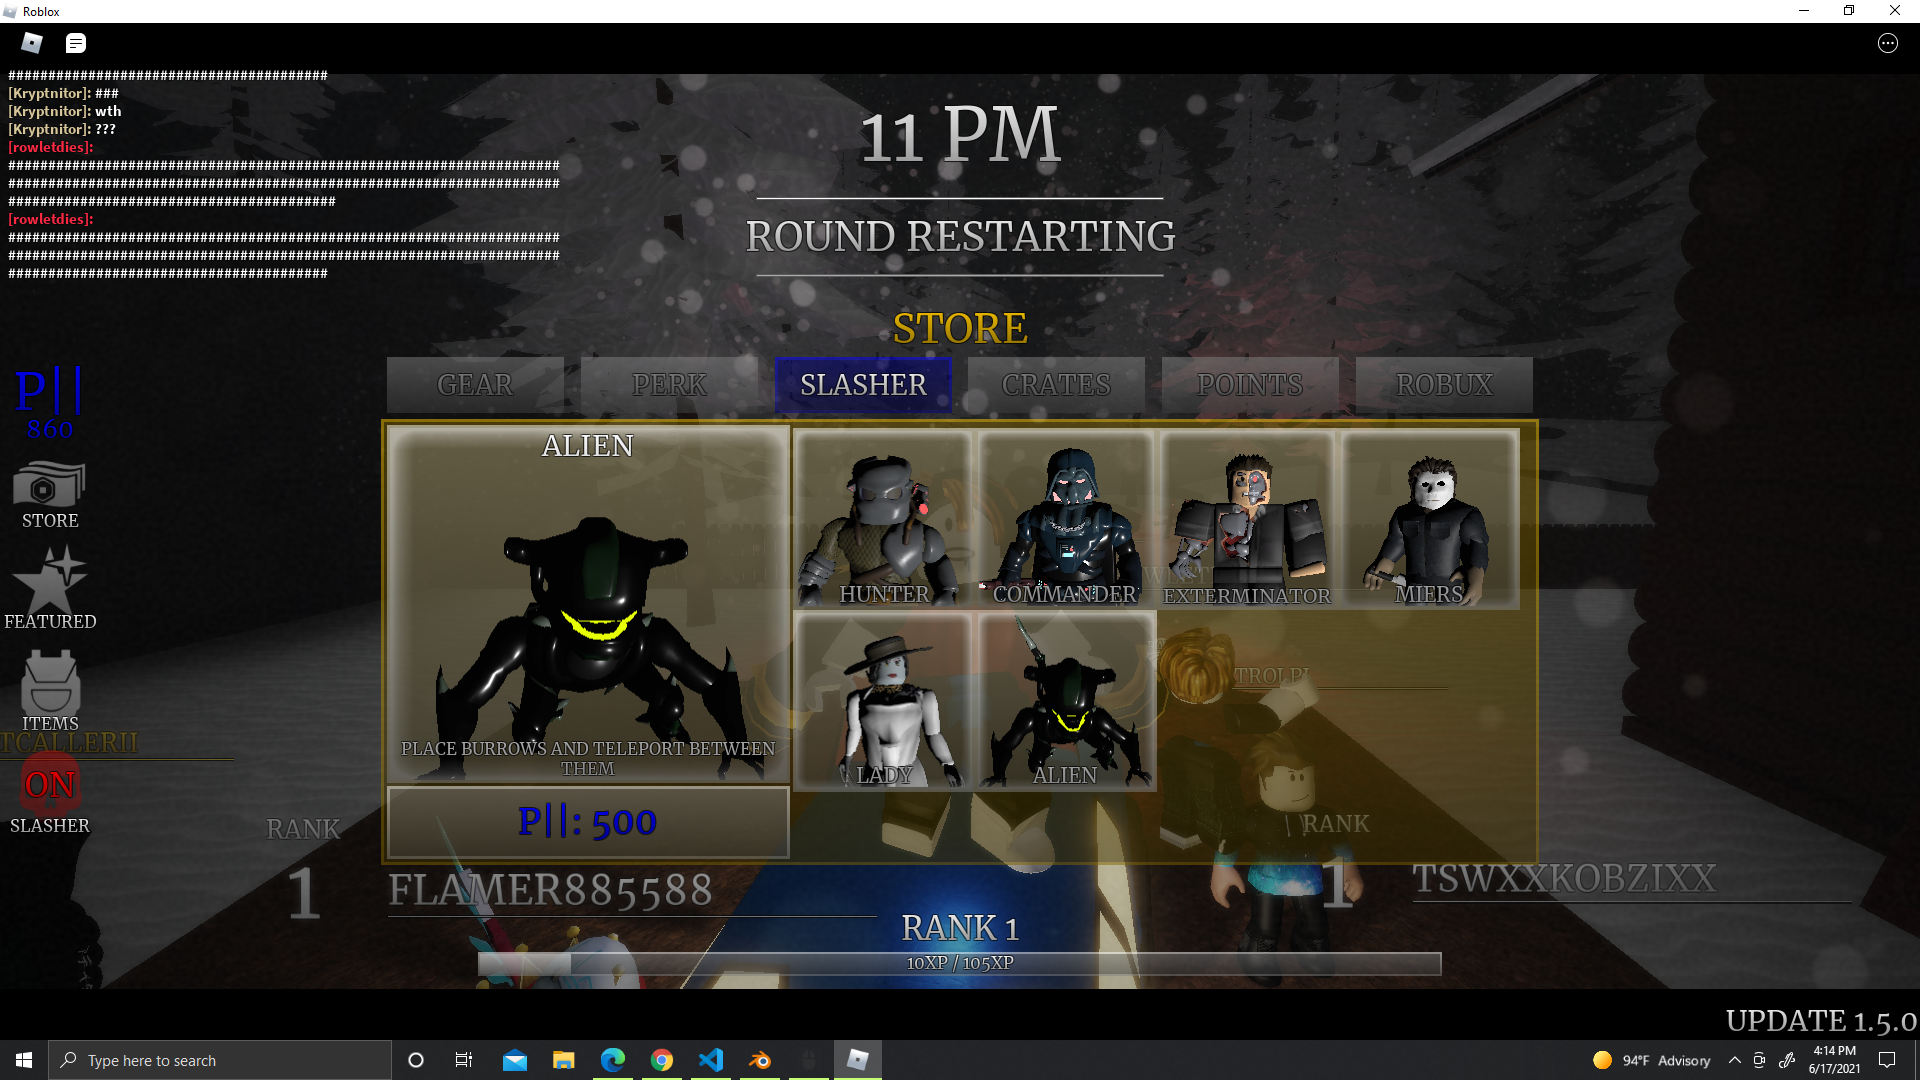 Roblox
########################################
[Kryptnitor]: ###
[Kryptnitor]: wth
[Kryptnitor]: ???
[rowletdies]:
#####################################################################
#####################################################################
#########################################
[rowletdies]:
#####################################################################
#####################################################################
########################################
11 PM
ROUND RESTARTING
STORE
GEAR
PERK
SLASHER
CRATES
POINTS
ROBUX
P||
860
STORE
FEATURED
ITEMS
TCALLERII
ON
SLASHER
ALIEN
PLACE BURROWS AND TELEPORT BETWEEN
THEM
P||: 500
HUNTER
COMMANDER
EXTERMINATOR
MIERS
LADY
ALIEN
RANK
1
FLAMER885588
RANK
1
TSWXXKOBZIXX
RANK 1
10XP / 105XP
UPDATE 1.5.0
Type here to search
94°F Advisory
4:14 PM
6/17/2021